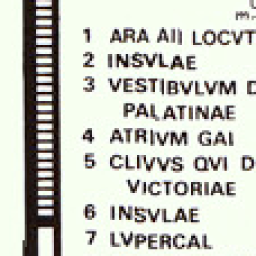 1 ARA AII LOCVT
2 INSVLAE
3 VESTIBVLVM D
PALATINAE
4 ATRIVM GAI
5 CLIVVS QVI D
VICTORIAE
6 INSVLAE
7 LVPERCAL